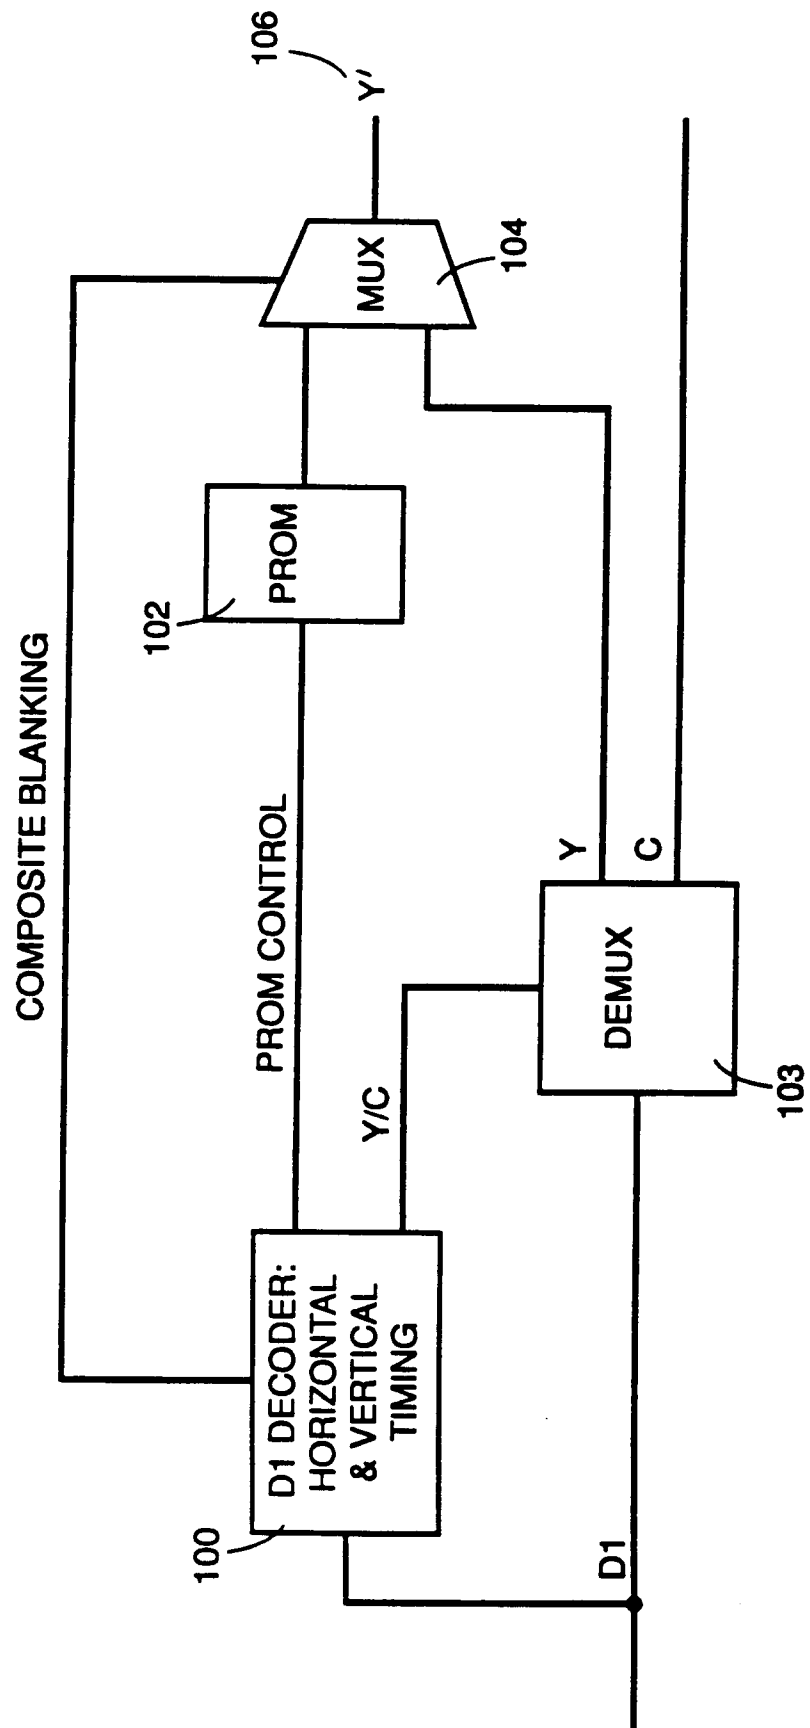 COMPOSITE BLANKING
106
Y'
MUX
104
102
PROM
PROM CONTROL
Y/C
Y
C
DEMUX
103
100
D1 DECODER:
HORIZONTAL
& VERTICAL
TIMING
D1